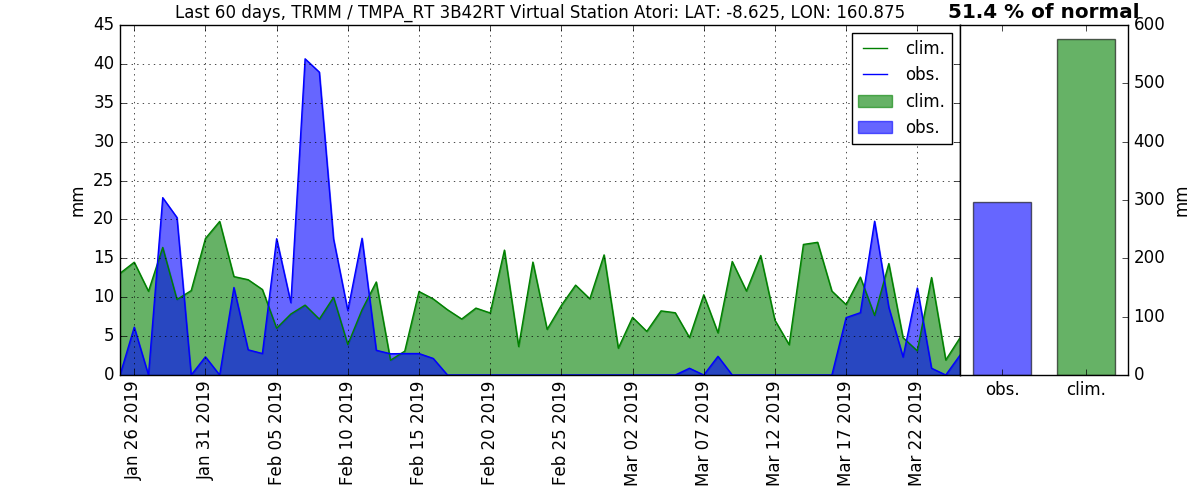 Last 60 days, TRMM / TMPA_RT 3B42RT Virtual Station Atori: LAT: -8.625, LON: 160.875
51.4 % of normal
45
40
35
30
25
20
15
10
5
0
mm
clim.
obs.
clim.
obs.
Jan 26 2019
Jan 31 2019
Feb 05 2019
Feb 10 2019
Feb 15 2019
Feb 20 2019
Feb 25 2019
Mar 02 2019
Mar 07 2019
Mar 12 2019
Mar 17 2019
Mar 22 2019
600
500
400
300
200
100
0
mm
obs.
clim.